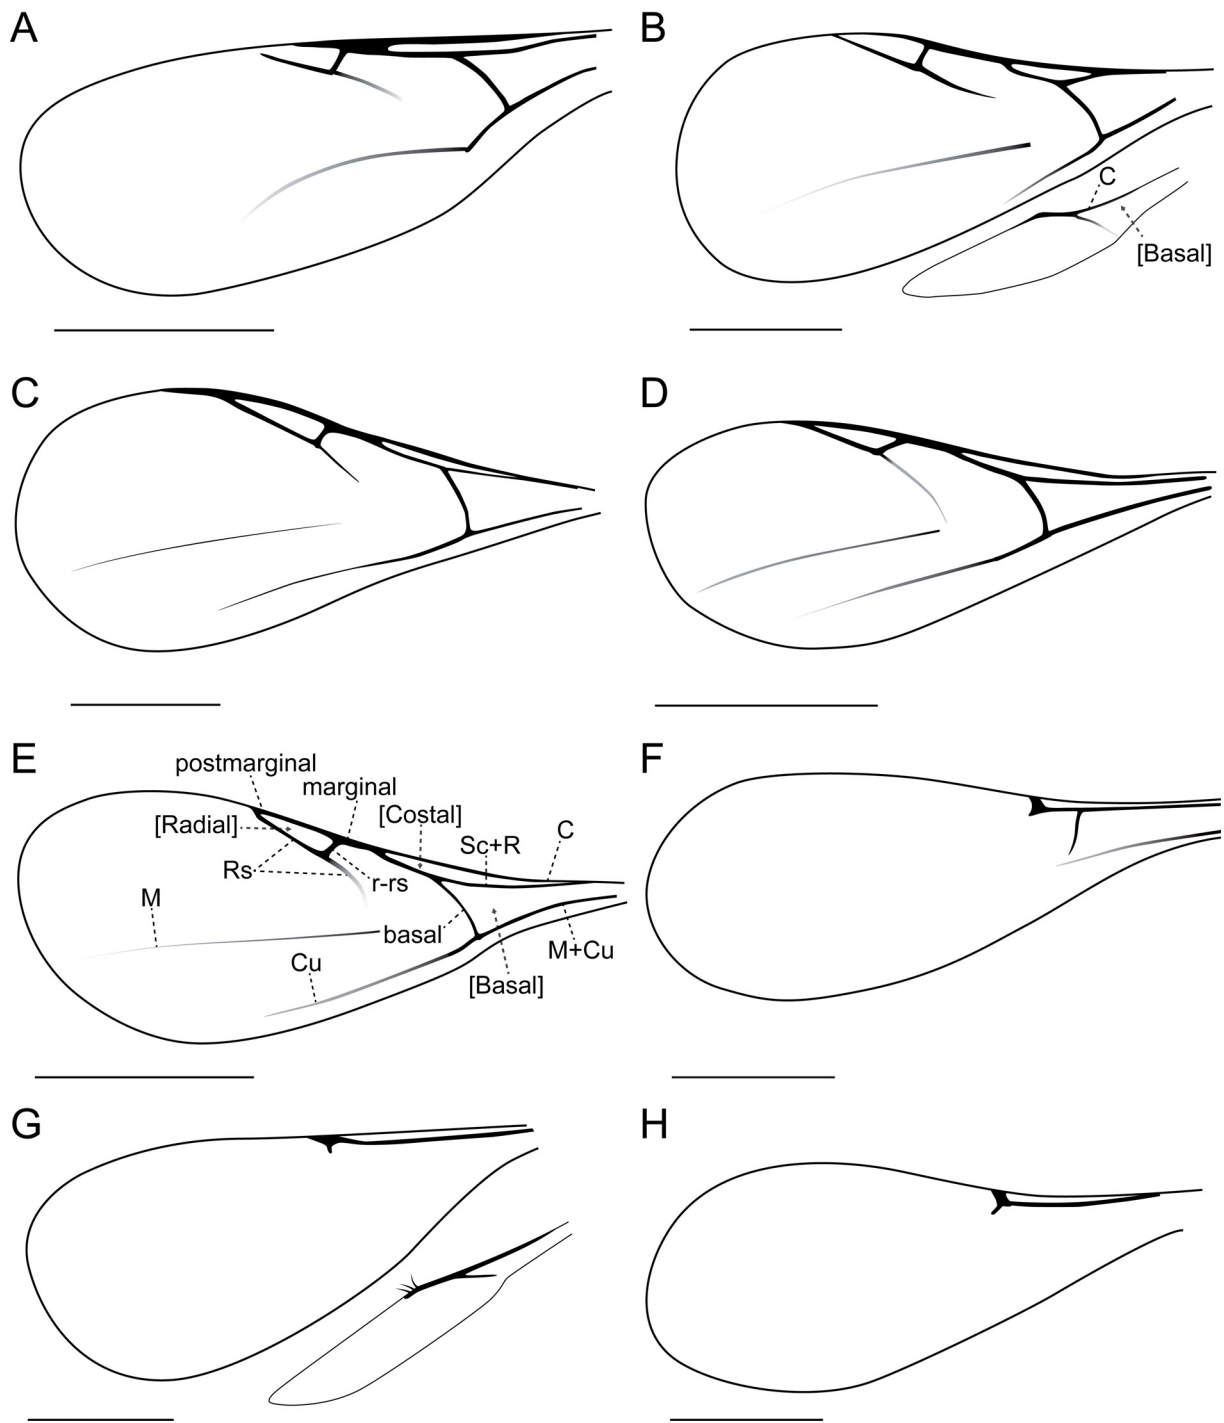 A
B
C
[Basal]
C
D
E
postmarginal
marginal
[Radial]
[Costal]
Sc+R
C
Rs
r-rs
M
basal
M+Cu
Cu
[Basal]
F
G
H